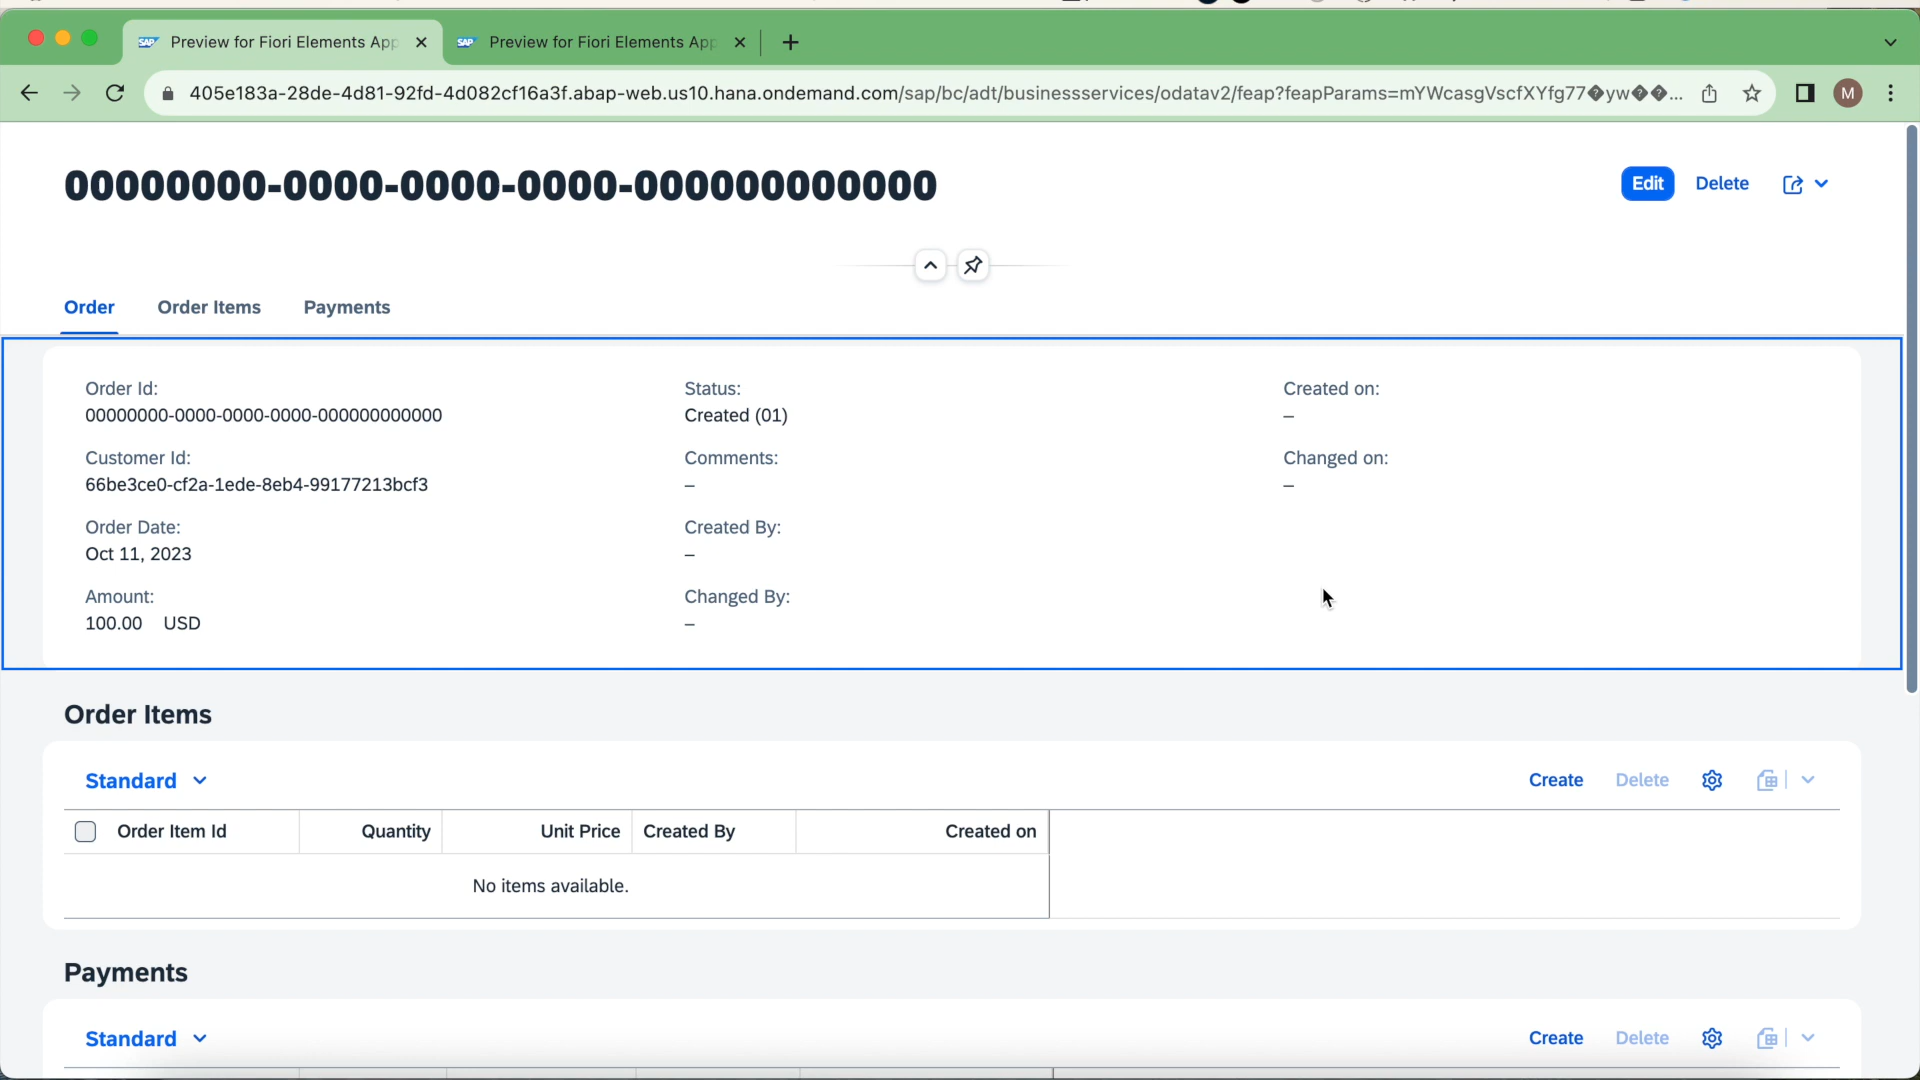 SAP Preview for Fiori Elements App
SAP Preview for Fiori Elements App
405e183a-28de-4d81-92fd-4d082cf16a3f.abap-web.us10.hana.ondemand.com/sap/bc/adt/businessservices/odatav2/feap?feapParams=mYWcasgVscfXYfg77�yw��...
M
00000000-0000-0000-0000-000000000000
Edit Delete
Order Order Items Payments
Order Id:
00000000-0000-0000-0000-000000000000
Customer Id:
66be3ce0-cf2a-1ede-8eb4-99177213bcf3
Order Date:
Oct 11, 2023
Amount:
100.00 USD
Status:
Created (01)
Comments:
–
Created By:
–
Changed By:
–
Created on:
–
Changed on:
–
Order Items
Standard Create Delete
Order Item Id Quantity Unit Price Created By Created on
No items available.
Payments
Standard Create Delete